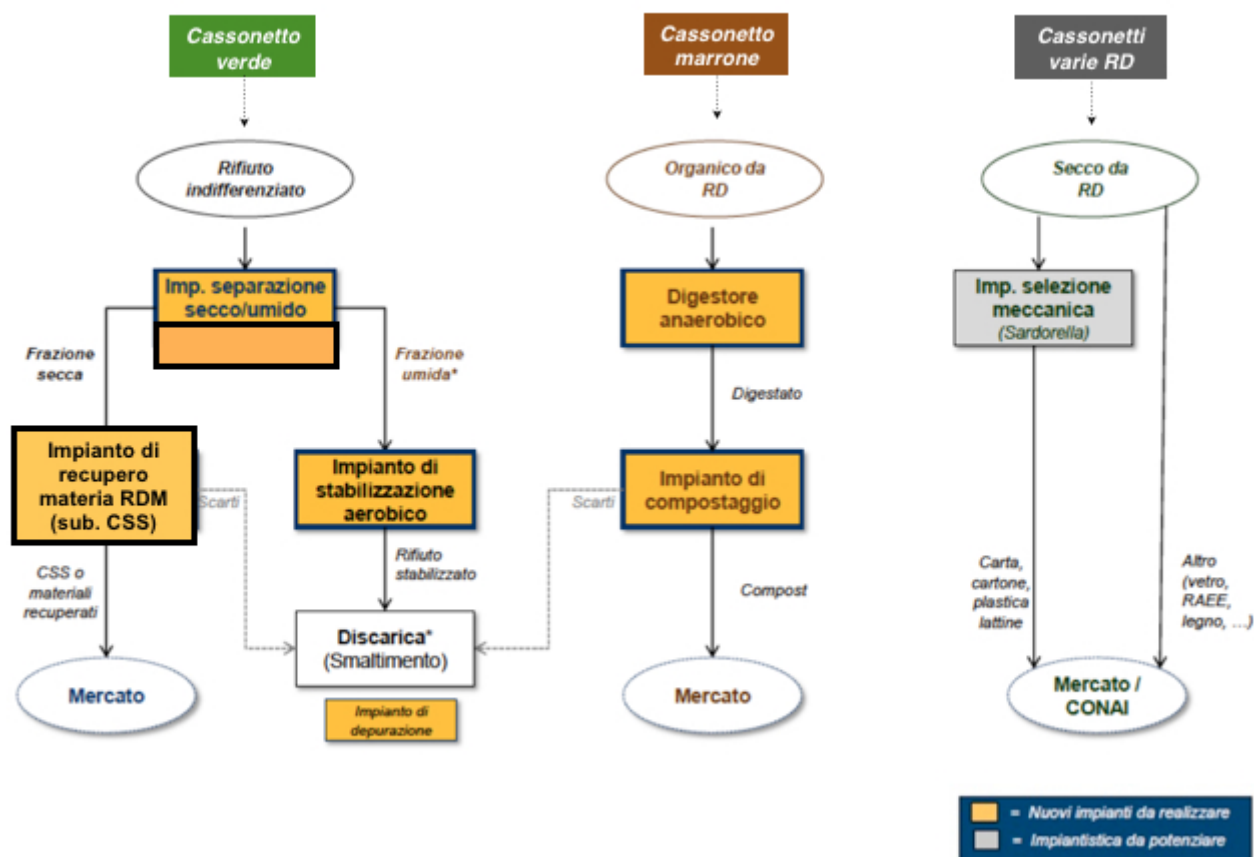 Cassonetto
verde
Cassonetto
marrone
Cassonetti
varie RD
Rifiuto
indifferenziato
Organico da
RD
Secco da
RD
Imp. separazione
secco/umido
Digestore
anaerobico
Imp. selezione
meccanica
(Sardorella)
Frazione
secca
Frazione
umida*
Digestato
Impianto di
recupero
materia RDM
(sub. CSS)
Scarti
Impianto di
stabilizzazione
aerobico
Scarti
Impianto di
compostaggio
CSS o
materiali
recuperati
Rifiuto
stabilizzato
Compost
Carta,
cartone,
plastica
lattine
Altro
(vetro,
RAEE,
legno, ...)
Discarica*
(Smaltimento)
Mercato
Impianto di
depurazione
Mercato
Mercato /
CONAI
= Nuovi impianti da realizzare
= Impiantistica da potenziare